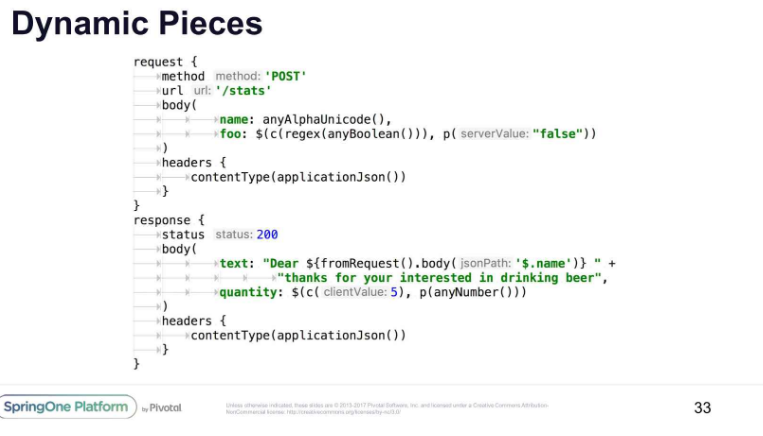 Dynamic Pieces
request {
method method: 'POST'
url url: '/stats'
body(
name: anyAlphaUnicode(),
foo: $(c(regex(anyBoolean())), p( serverValue: "false"))
)
headers {
contentType(applicationJson())
}
}
response {
status status: 200
body(
text: "Dear ${fromRequest().body( jsonPath: '$.name')} " +
"thanks for your interested in drinking beer",
quantity: $(c( clientValue: 5), p(anyNumber()))
)
headers {
contentType(applicationJson())
}
}
SpringOne Platform by Pivotal
Unless otherwise indicated, these slides are © 2013-2017 Pivotal Software, Inc. and licensed under a Creative Commons Attribution-
NonCommercial license: http://creativecommons.org/licenses/by-nc/3.0/
33